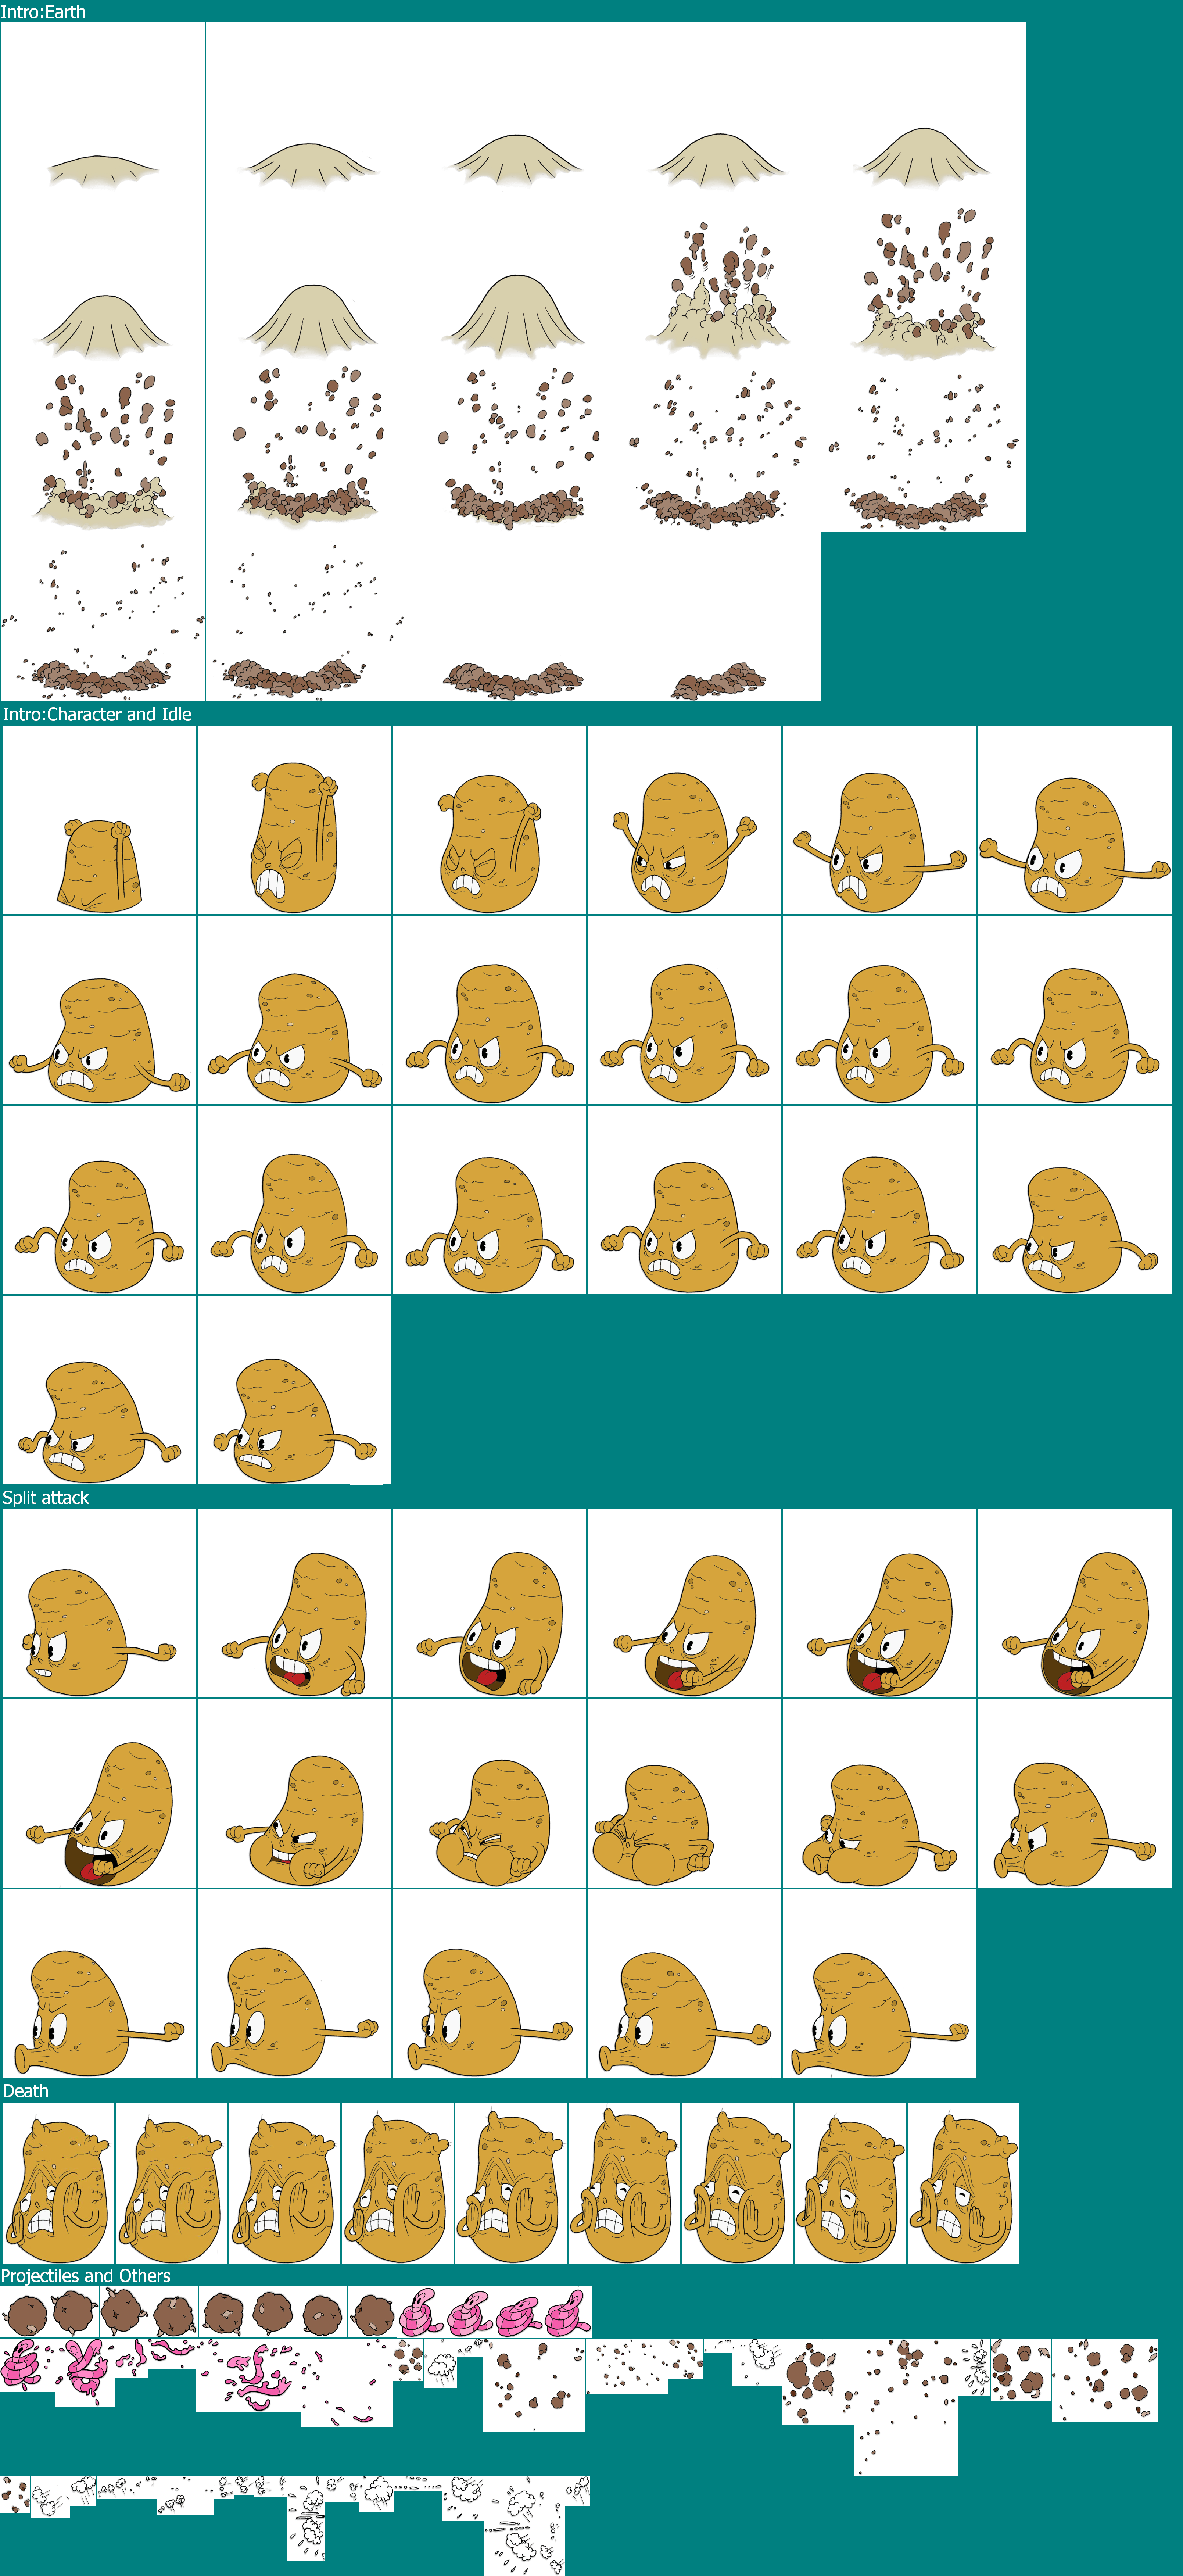 Intro:Earth
Intro:Character and Idle
Split attack
Death
Projectiles and Others